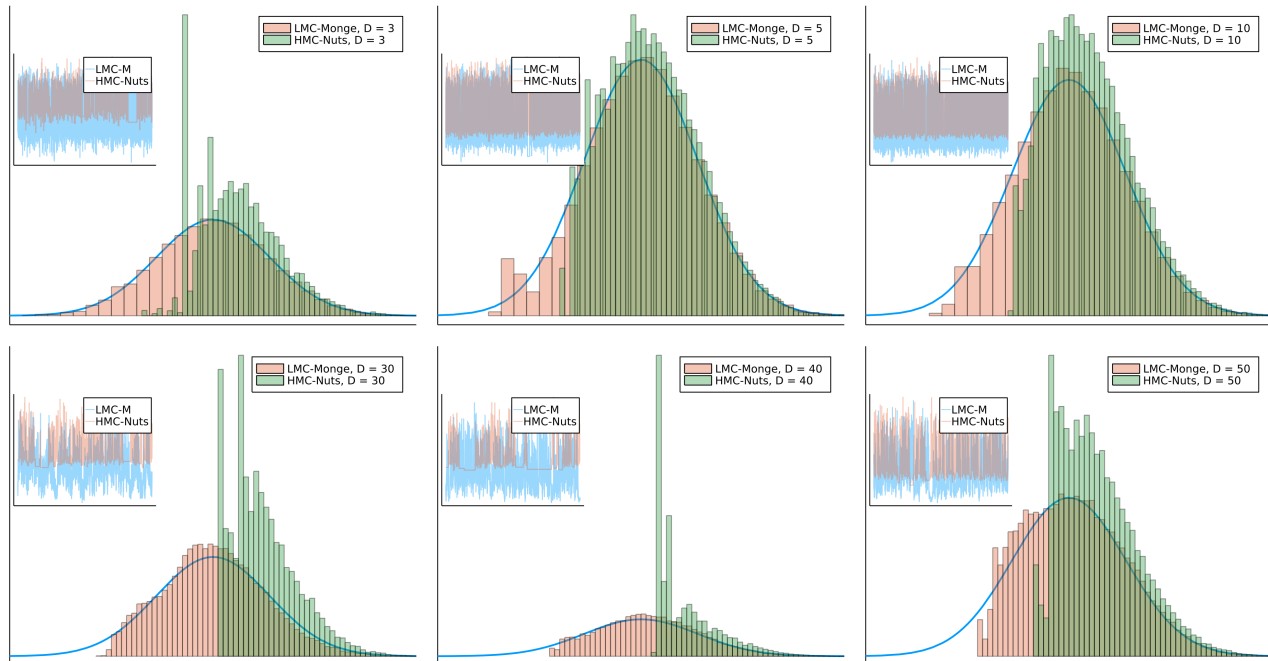 LMC-Monge, D = 3
HMC-Nuts, D = 3
LMC-M
HMC-Nuts
LMC-Monge, D = 5
HMC-Nuts, D = 5
LMC-M
HMC-Nuts
LMC-Monge, D = 10
HMC-Nuts, D = 10
LMC-M
HMC-Nuts
LMC-Monge, D = 30
HMC-Nuts, D = 30
LMC-M
HMC-Nuts
LMC-Monge, D = 40
HMC-Nuts, D = 40
LMC-M
HMC-Nuts
LMC-Monge, D = 50
HMC-Nuts, D = 50
LMC-M
HMC-Nuts